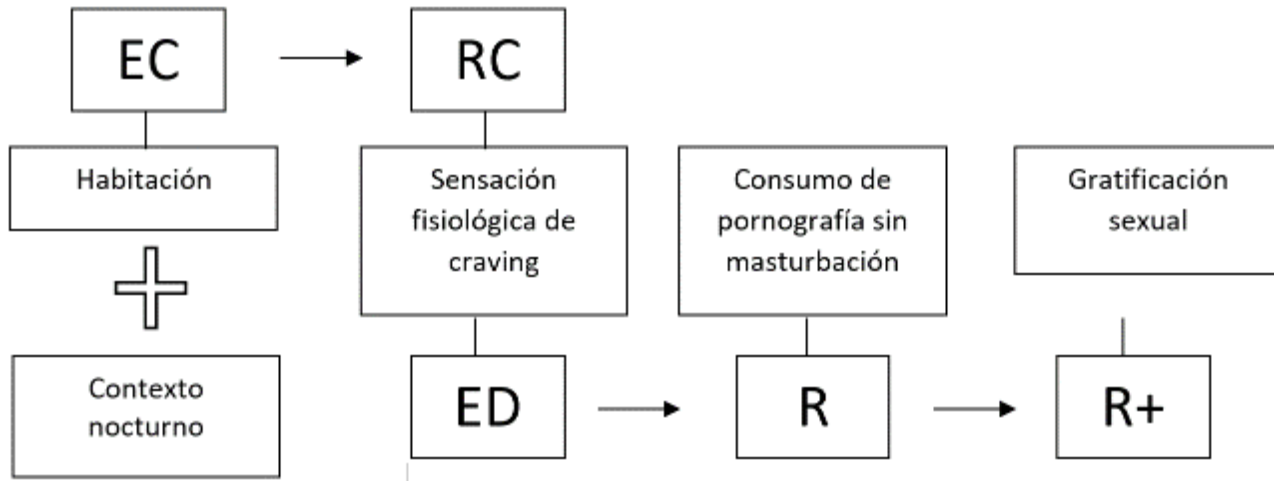 EC
RC
Habitación
Sensación
fisiológica de
craving
Consumo de
pornografía sin
masturbación
Gratificación
sexual
Contexto
nocturno
ED
R
R+